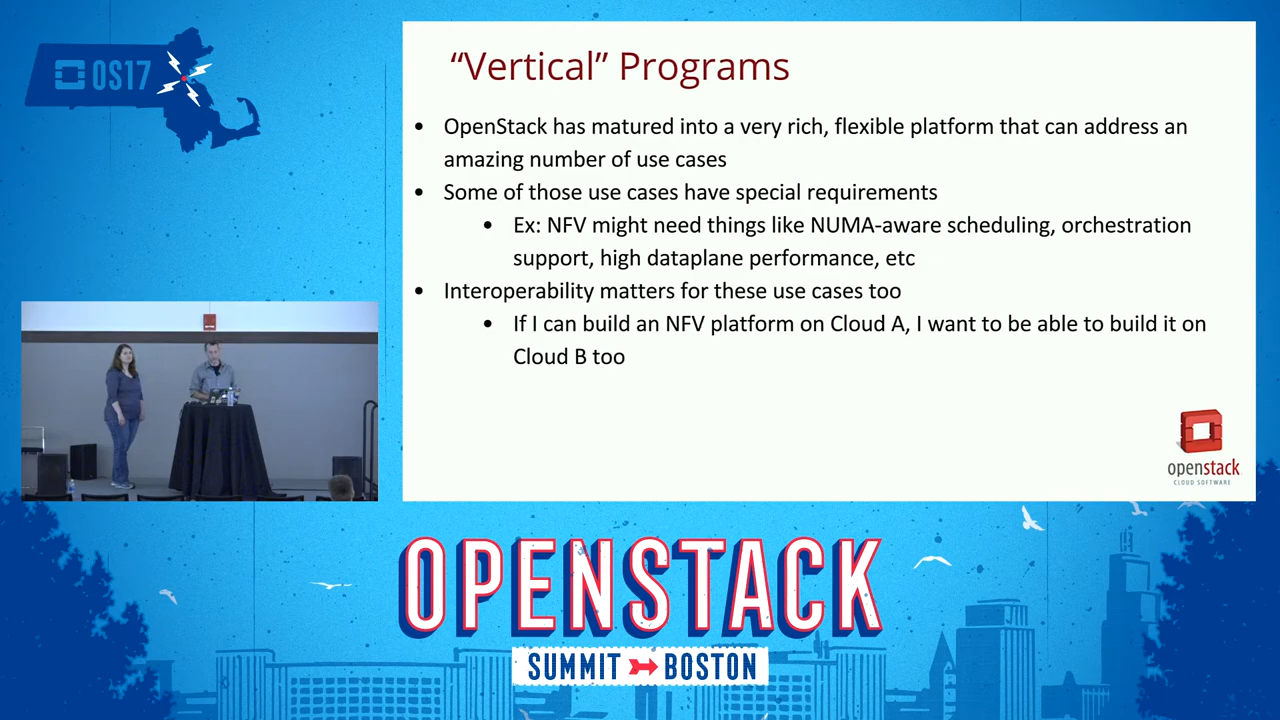 OS17
“Vertical” Programs
• OpenStack has matured into a very rich, flexible platform that can address an
amazing number of use cases
• Some of those use cases have special requirements
• Ex: NFV might need things like NUMA-aware scheduling, orchestration
support, high dataplane performance, etc
• Interoperability matters for these use cases too
• If I can build an NFV platform on Cloud A, I want to be able to build it on
Cloud B too
openstack
CLOUD SOFTWARE
OPENSTACK
SUMMIT BOSTON